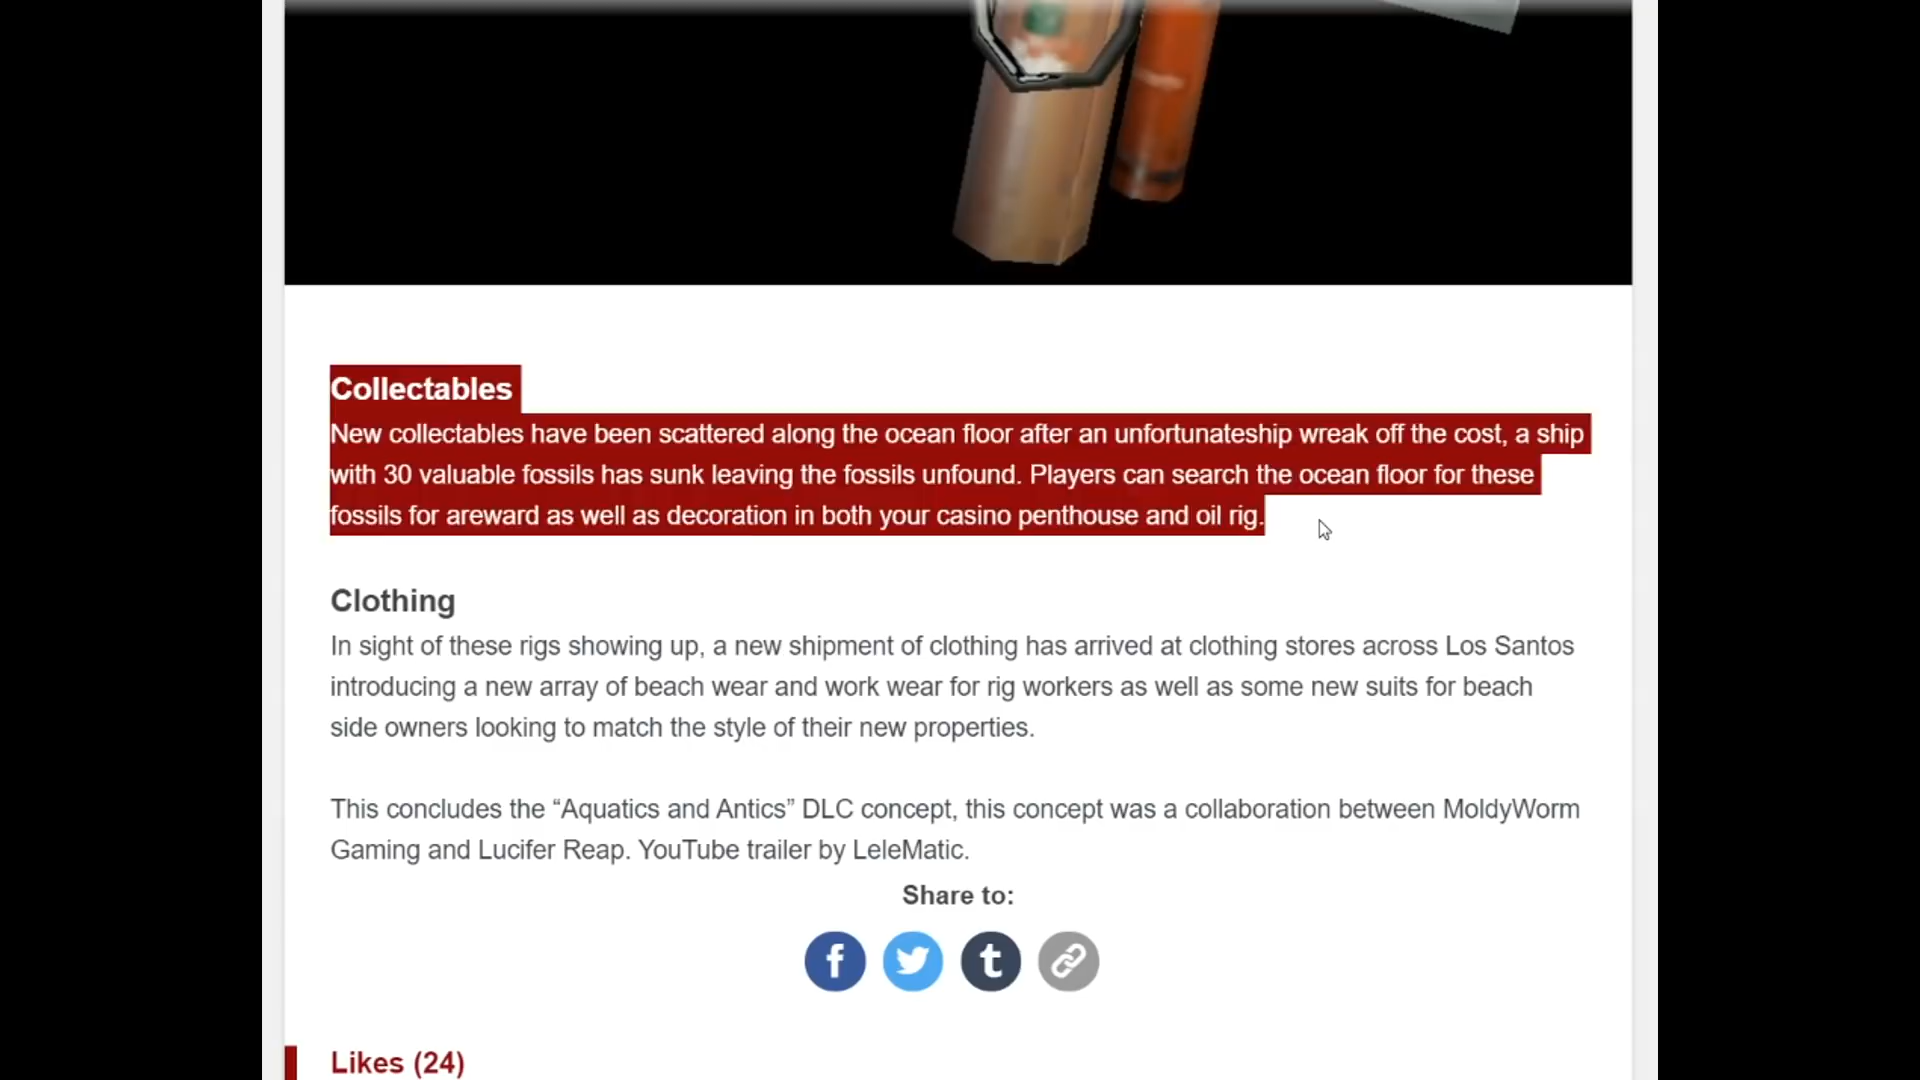 Collectables
New collectables have been scattered along the ocean floor after an unfortunateship wreak off the cost, a ship
with 30 valuable fossils has sunk leaving the fossils unfound. Players can search the ocean floor for these
fossils for areward as well as decoration in both your casino penthouse and oil rig.
Clothing
In sight of these rigs showing up, a new shipment of clothing has arrived at clothing stores across Los Santos
introducing a new array of beach wear and work wear for rig workers as well as some new suits for beach
side owners looking to match the style of their new properties.
This concludes the “Aquatics and Antics” DLC concept, this concept was a collaboration between MoldyWorm
Gaming and Lucifer Reap. YouTube trailer by LeleMatic.
Share to:
Likes (24)